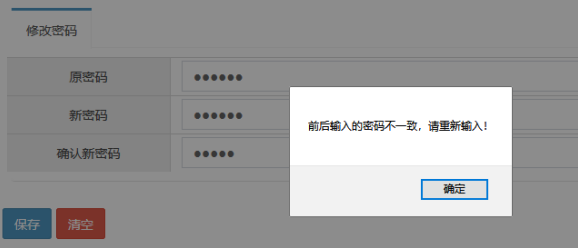 修改密码
原密码
●●●●●●
新密码
●●●●●●
确认新密码
●●●●●
前后输入的密码不一致，请重新输入！
确定
保存
清空